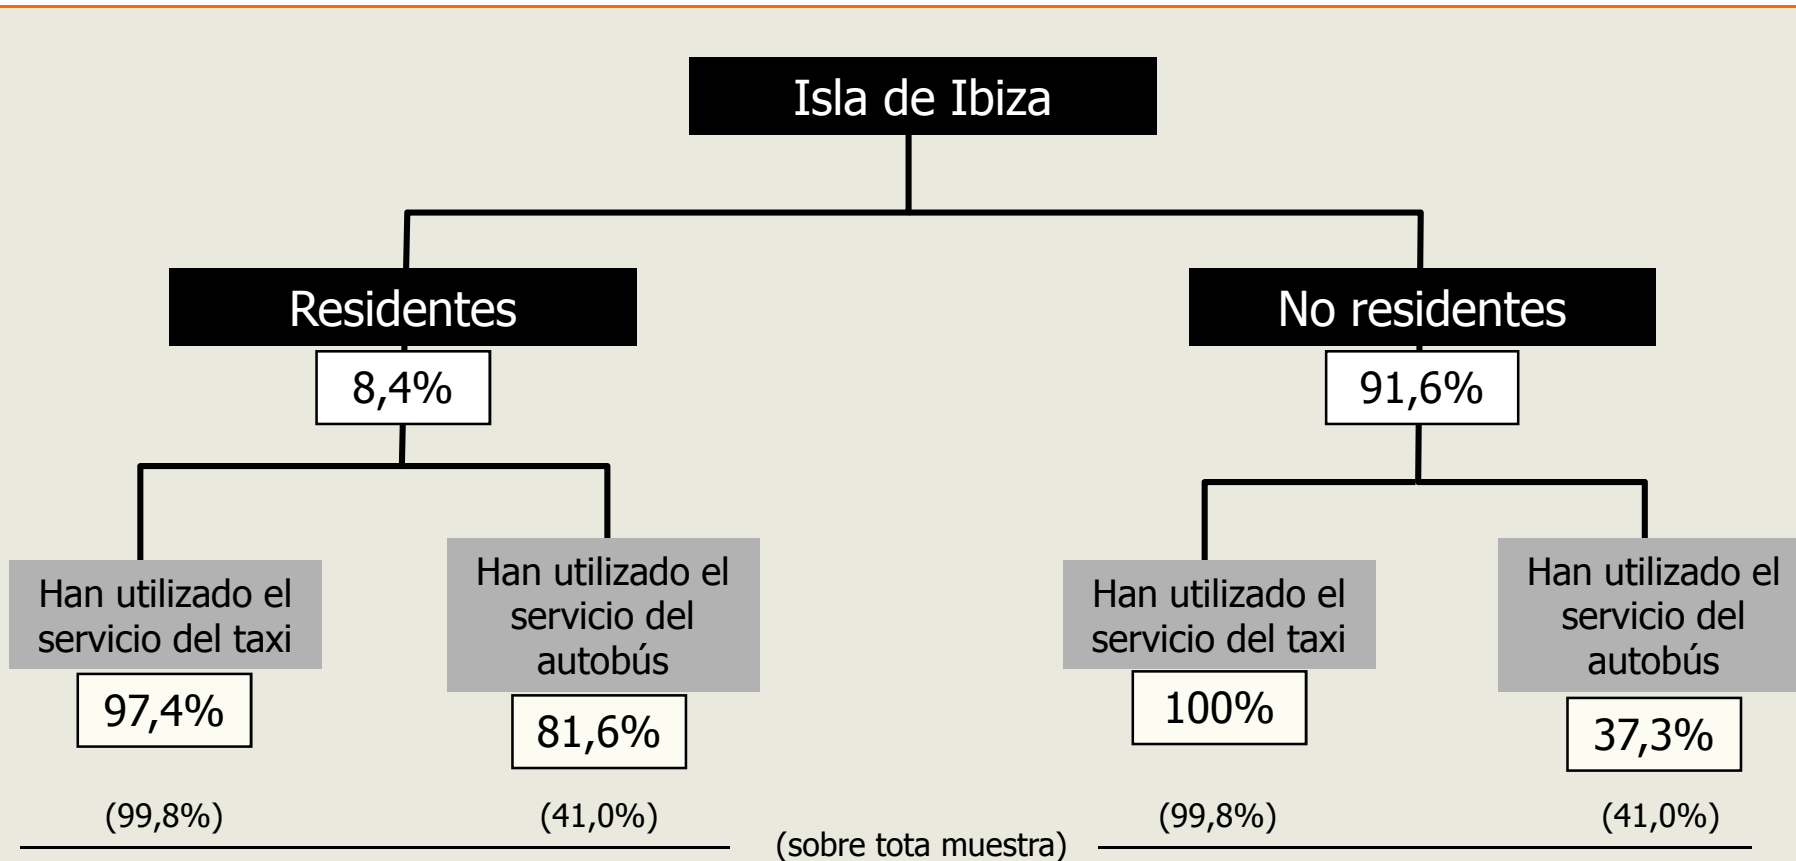 Isla de Ibiza
Residentes
No residentes
8,4%
91,6%
Han utilizado el
servicio del taxi
97,4%
Han utilizado el
servicio del
autobús
81,6%
Han utilizado el
servicio del taxi
100%
Han utilizado el
servicio del
autobús
37,3%
(99,8%)
(41,0%)
(99,8%)
(41,0%)
(sobre tota muestra)